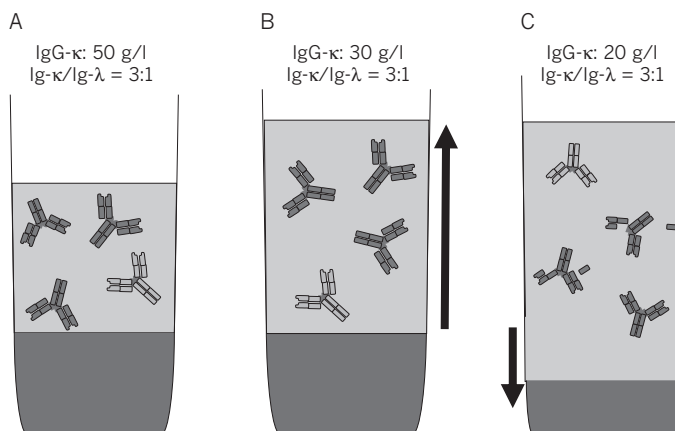 A
IgG-κ: 50 g/l
Ig-κ/Ig-λ = 3:1
B
IgG-κ: 30 g/l
Ig-κ/Ig-λ = 3:1
C
IgG-κ: 20 g/l
Ig-κ/Ig-λ = 3:1